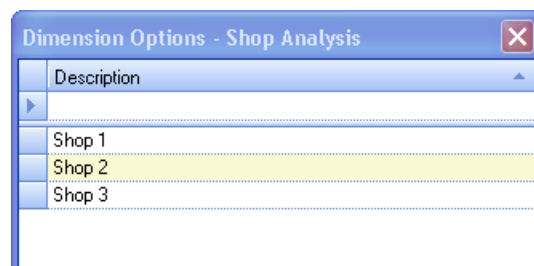 Dimension Options - Shop Analysis
Description
Shop 1
Shop 2
Shop 3